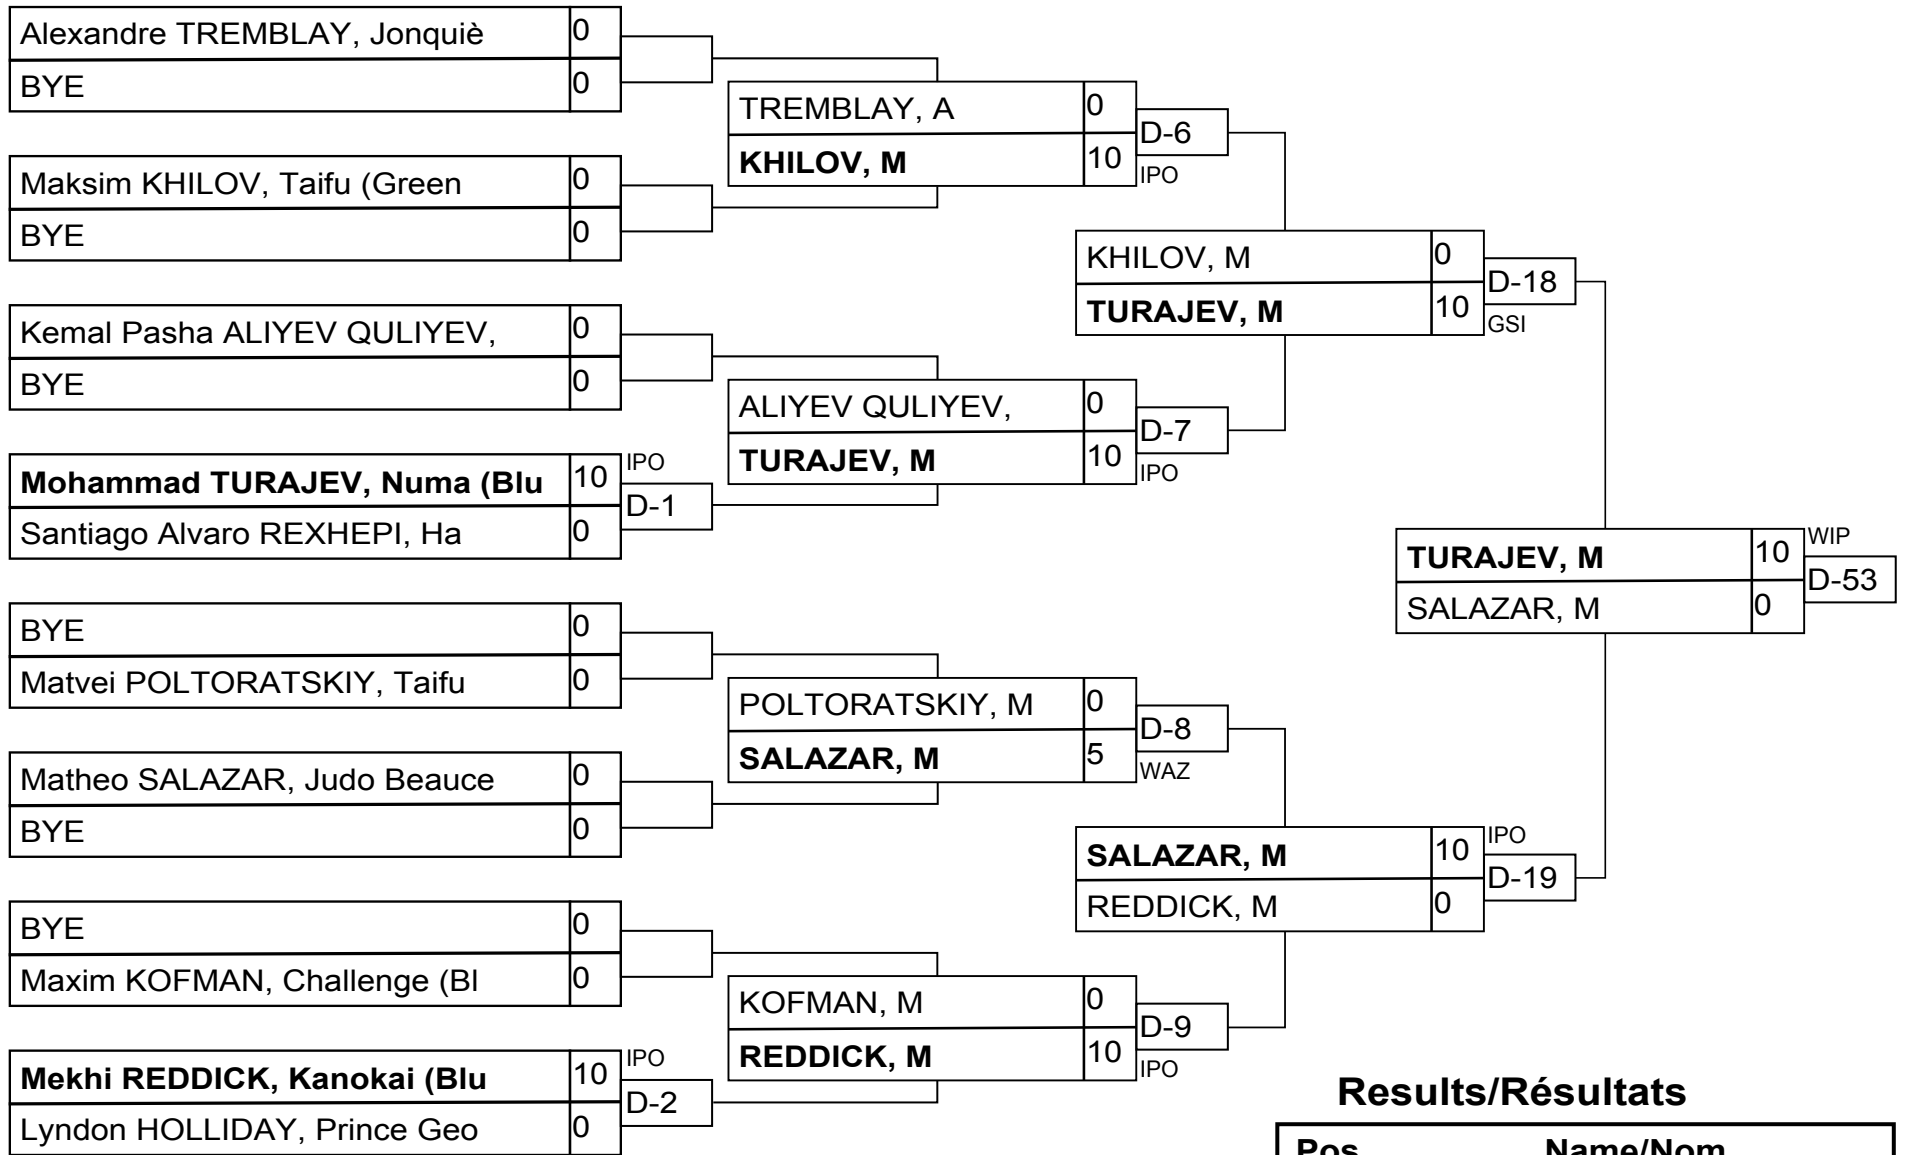 Alexandre TREMBLAY, Jonquiè 0
BYE 0
Maksim KHILOV, Taifu (Green 0
BYE 0
Kemal Pasha ALIYEV QULIYEV, 0
BYE 0
Mohammad TURAJEV, Numa (Blu 10 IPO
D-1
Santiago Alvaro REXHEPI, Ha 0
BYE 0
Matvei POLTORATSKIY, Taifu 0
Matheo SALAZAR, Judo Beauce 0
BYE 0
BYE 0
Maxim KOFMAN, Challenge (Bl 0
Mekhi REDDICK, Kanokai (Blu 10 IPO
D-2
Lyndon HOLLIDAY, Prince Geo 0
TREMBLAY, A 0
D-6
KHILOV, M 10 IPO
ALIYEV QULIYEV, 0
D-7
TURAJEV, M 10 IPO
POLTORATSKIY, M 0
D-8
SALAZAR, M 5 WAZ
KOFMAN, M 0
D-9
REDDICK, M 10 IPO
KHILOV, M 0
D-18
TURAJEV, M 10 GSI
SALAZAR, M 10 IPO
D-19
REDDICK, M 0
TURAJEV, M 10 WIP
D-53
SALAZAR, M 0
Results/Résultats
Pos Name/Nom